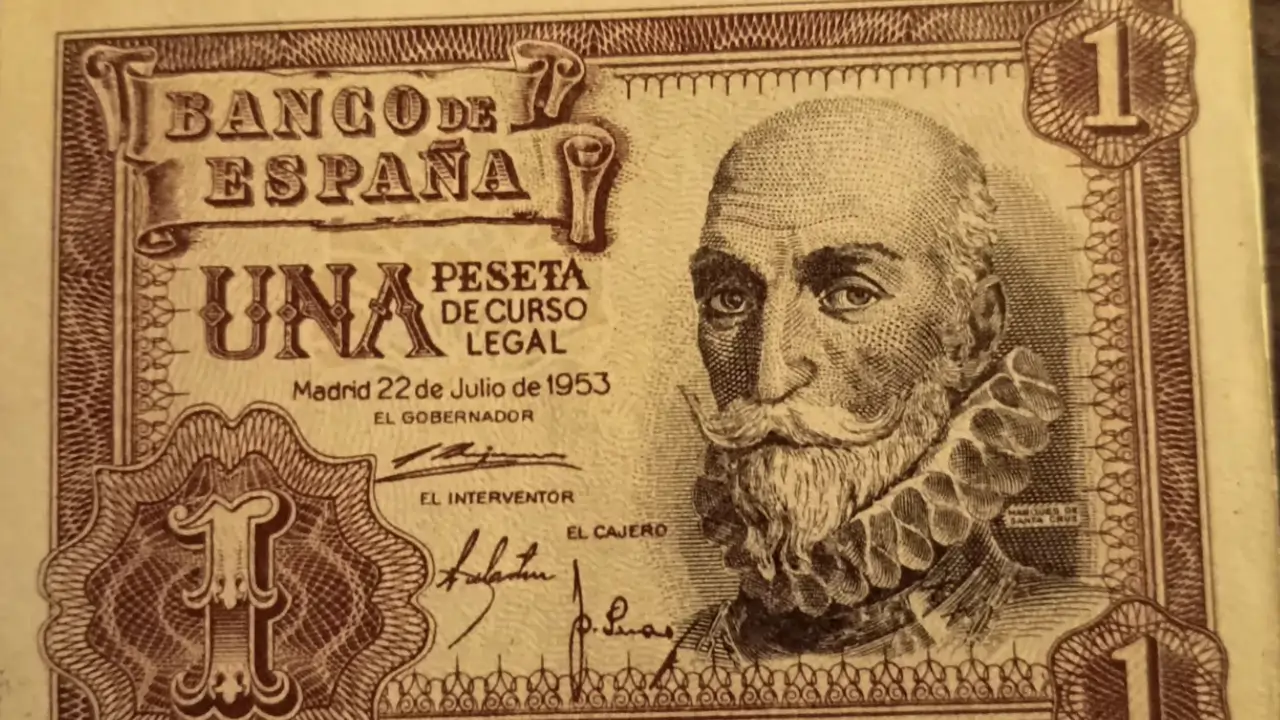 1
BANCO DE
ESPAÑA
UNA PESETA
DE CURSO
LEGAL
Madrid 22 de Julio de 1953
EL GOBERNADOR
EL INTERVENTOR
EL CAJERO
MARQUES DE
SANTA CRUZ
1
1